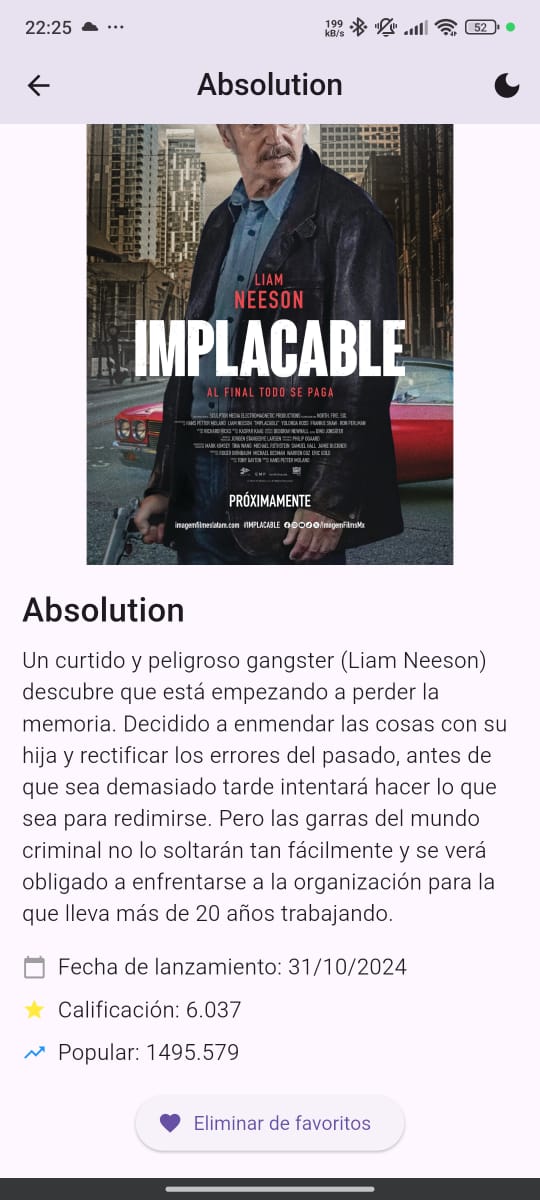 22:25 ...
199
kB/s
52
Absolution
LIAM
NEESON
IMPLACABLE
AL FINAL TODO SE PAGA
PRÓXIMAMENTE
imagemfilmeslatam.com #IMPLACABLE /ImagemFilmsMx
Absolution
Un curtido y peligroso gangster (Liam Neeson)
descubre que está empezando a perder la
memoria. Decidido a enmendar las cosas con su
hija y rectificar los errores del pasado, antes de
que sea demasiado tarde intentará hacer lo que
sea para redimirse. Pero las garras del mundo
criminal no lo soltarán tan fácilmente y se verá
obligado a enfrentarse a la organización para la
que lleva más de 20 años trabajando.
Fecha de lanzamiento: 31/10/2024
Calificación: 6.037
Popular: 1495.579
Eliminar de favoritos